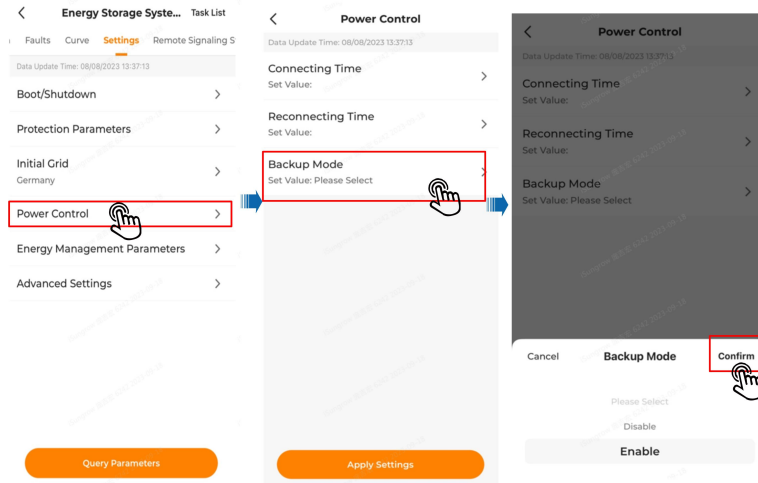 Energy Storage Syste... Task List
Faults Curve Settings Remote Signaling S
Data Update Time: 08/08/2023 13:37:13
Boot/Shutdown
Protection Parameters
Initial Grid
Germany
Power Control
Energy Management Parameters
Advanced Settings
Query Parameters
Power Control
Data Update Time: 08/08/2023 13:37:13
Connecting Time
Set Value:
Reconnecting Time
Set Value:
Backup Mode
Set Value: Please Select
Apply Settings
Power Control
Data Update Time: 08/08/2023 13:37:13
Connecting Time
Set Value:
Reconnecting Time
Set Value:
Backup Mode
Set Value: Please Select
Cancel Backup Mode Confirm
Please Select
Disable
Enable